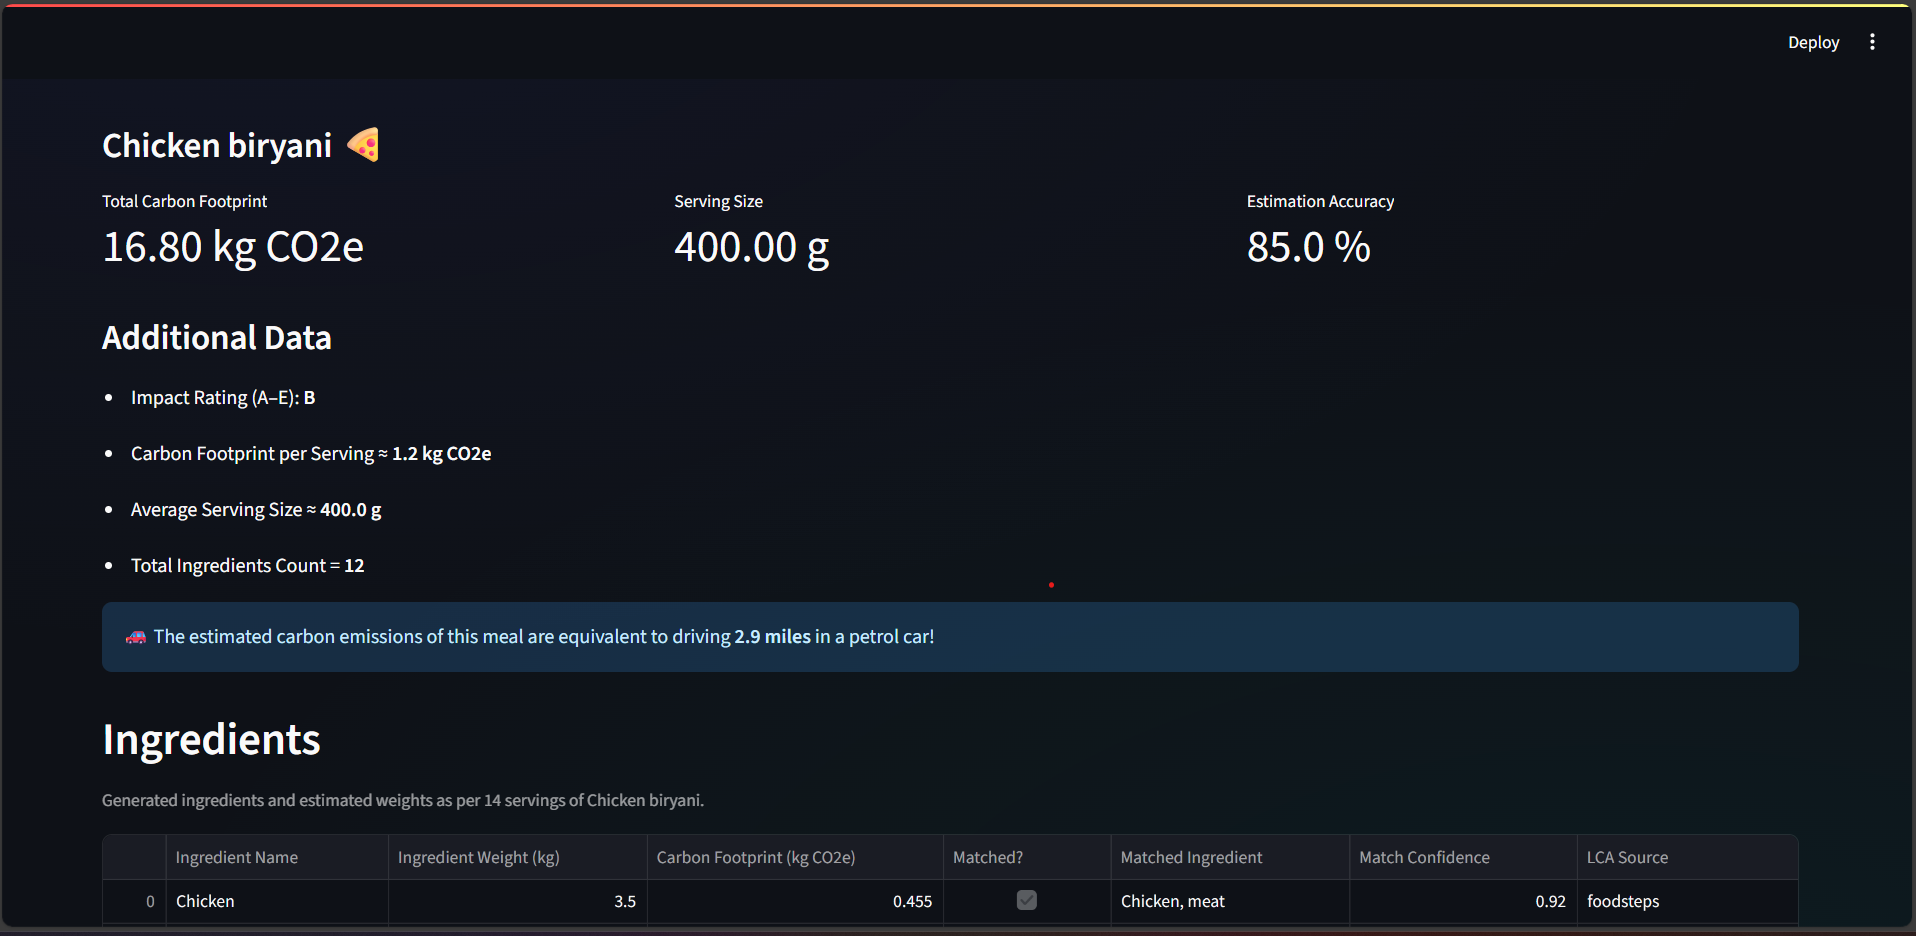 Deploy
Chicken biryani 🍕
Total Carbon Footprint
16.80 kg CO2e
Serving Size
400.00 g
Estimation Accuracy
85.0 %
Additional Data
• Impact Rating (A–E): B
• Carbon Footprint per Serving ≈ 1.2 kg CO2e
• Average Serving Size ≈ 400.0 g
• Total Ingredients Count = 12
🚗 The estimated carbon emissions of this meal are equivalent to driving 2.9 miles in a petrol car!
Ingredients
Generated ingredients and estimated weights as per 14 servings of Chicken biryani.
Ingredient Name Ingredient Weight (kg) Carbon Footprint (kg CO2e) Matched? Matched Ingredient Match Confidence LCA Source
0 Chicken 3.5 0.455 Chicken, meat 0.92 foodsteps